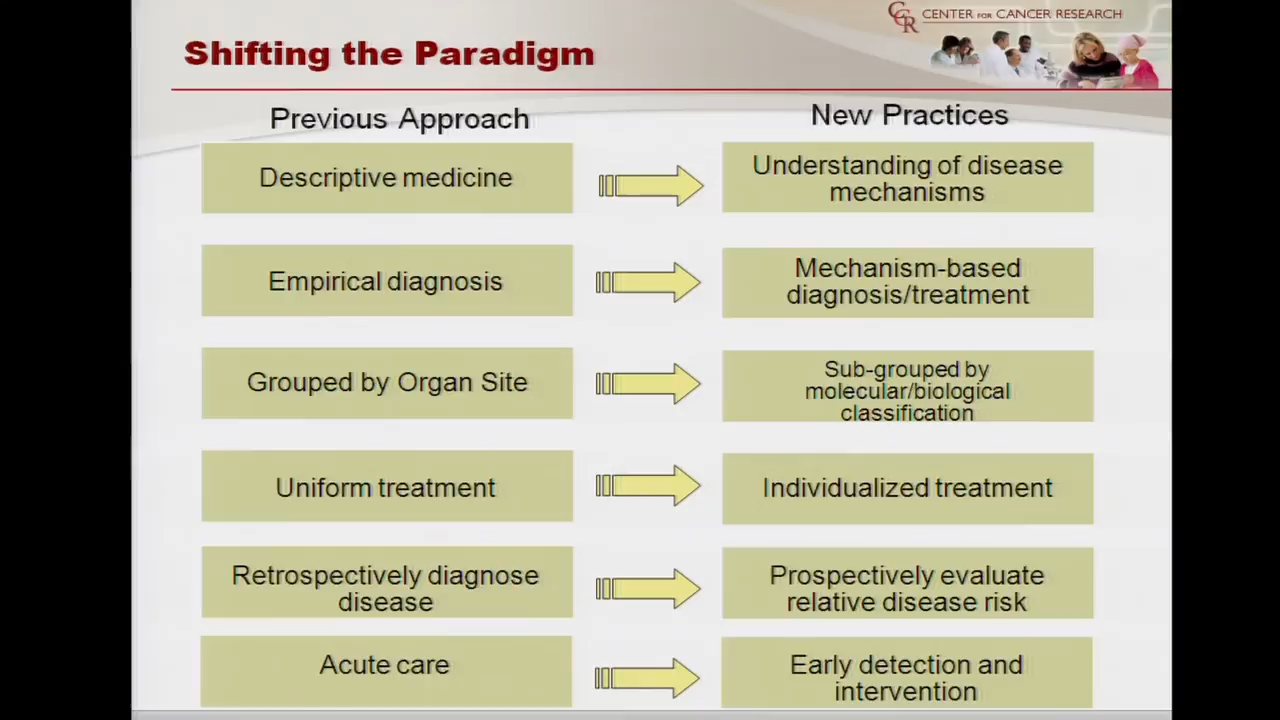 CCR CENTER FOR CANCER RESEARCH
Shifting the Paradigm
Previous Approach
New Practices
Descriptive medicine
Understanding of disease
mechanisms
Empirical diagnosis
Mechanism-based
diagnosis/treatment
Grouped by Organ Site
Sub-grouped by
molecular/biological
classification
Uniform treatment
Individualized treatment
Retrospectively diagnose
disease
Prospectively evaluate
relative disease risk
Acute care
Early detection and
intervention